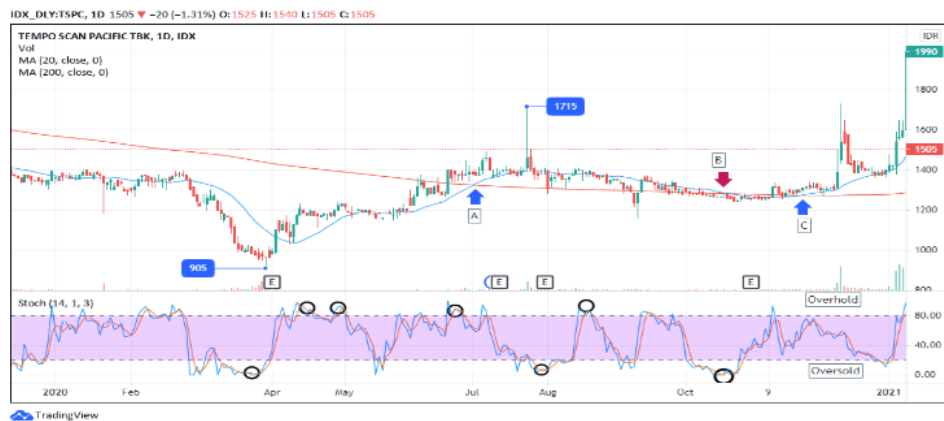 IDX_DLY:TSPC, 1D 1505 ▼ −20 (−1.31%) O:1525 H:1540 L:1505 C:1505
TEMPO SCAN PACIFIC TBK, 1D, IDX
Vol
MA (20, close, 0)
MA (200, close, 0)
IDR
1990
1800
1715
1600
1505
1400
B
1200
A
C
1000
905
E
E
E
E
800
Stoch (14, 1, 3)
Overhold
80.00
40.00
Oversold
0.00
2020
Feb
Apr
May
Jul
Aug
Oct
9
2021
TradingView